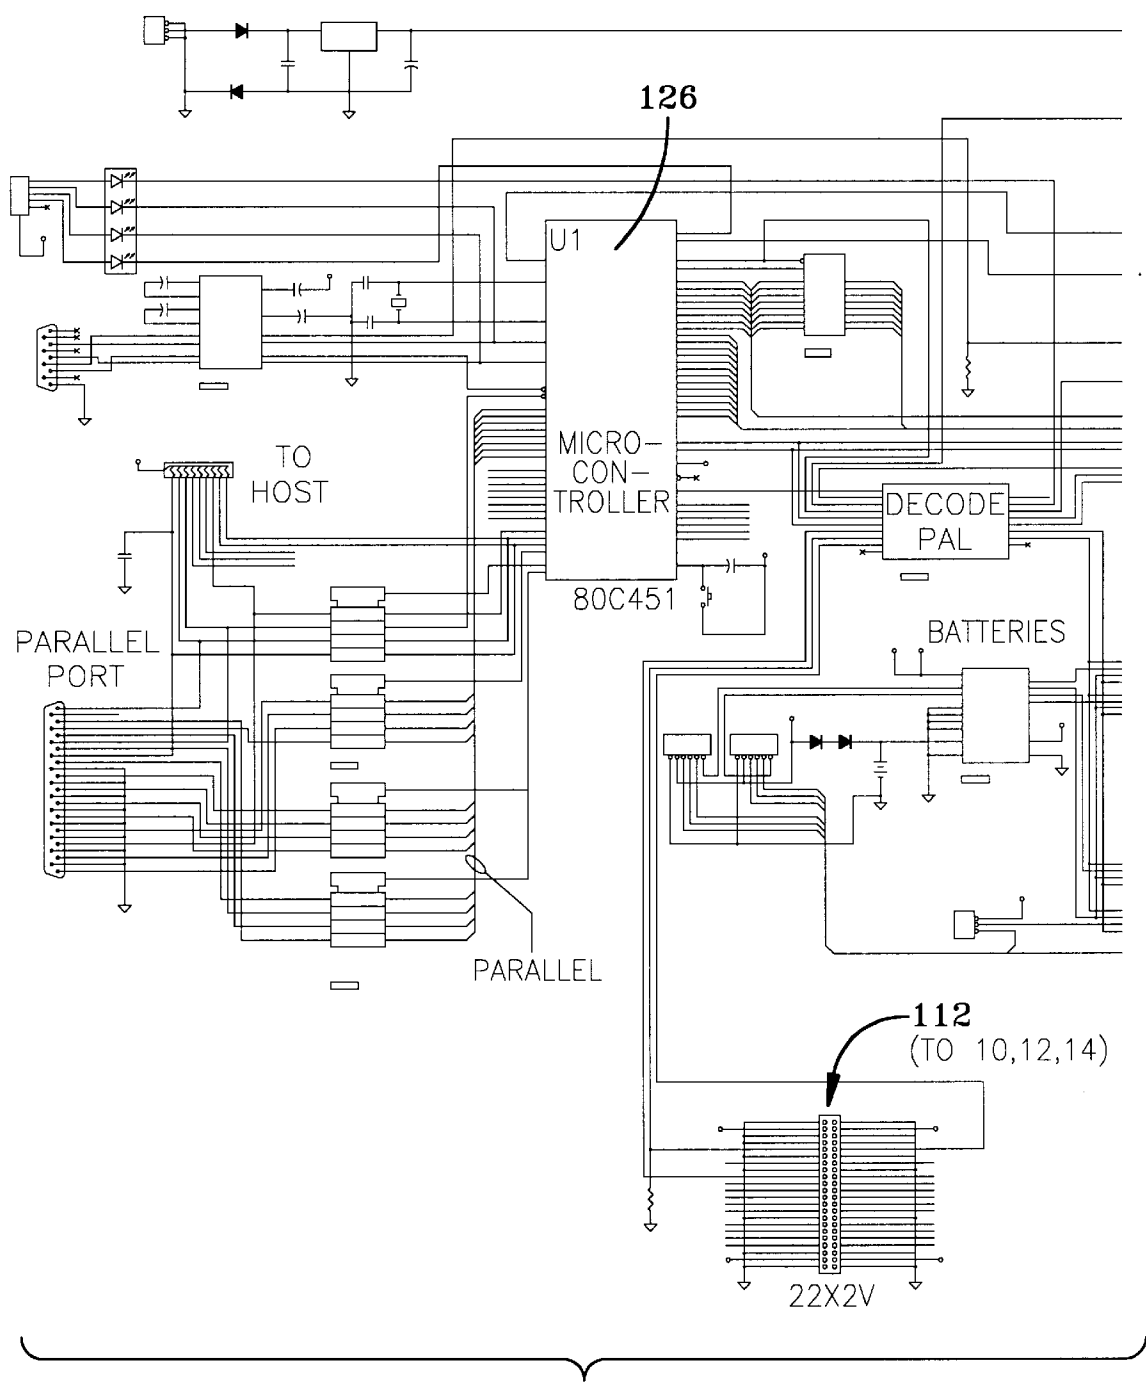 126
U1
TO
HOST
MICRO-
CON-
TROLLER
DECODE
PAL
80C451
BATTERIES
PARALLEL
PORT
PARALLEL
112
(TO 10,12,14)
22X2V